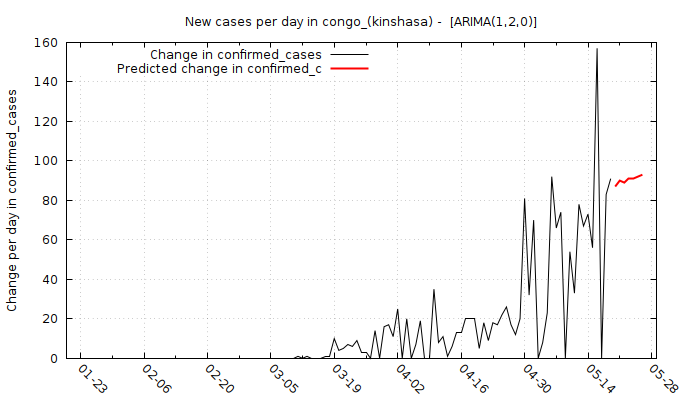 New cases per day in congo_(kinshasa) - [ARIMA(1,2,0)]
Change in confirmed_cases
Predicted change in confirmed_c
Change per day in confirmed_cases
160
140
120
100
80
60
40
20
0
01-23 02-06 02-20 03-05 03-19 04-02 04-16 04-30 05-14 05-28